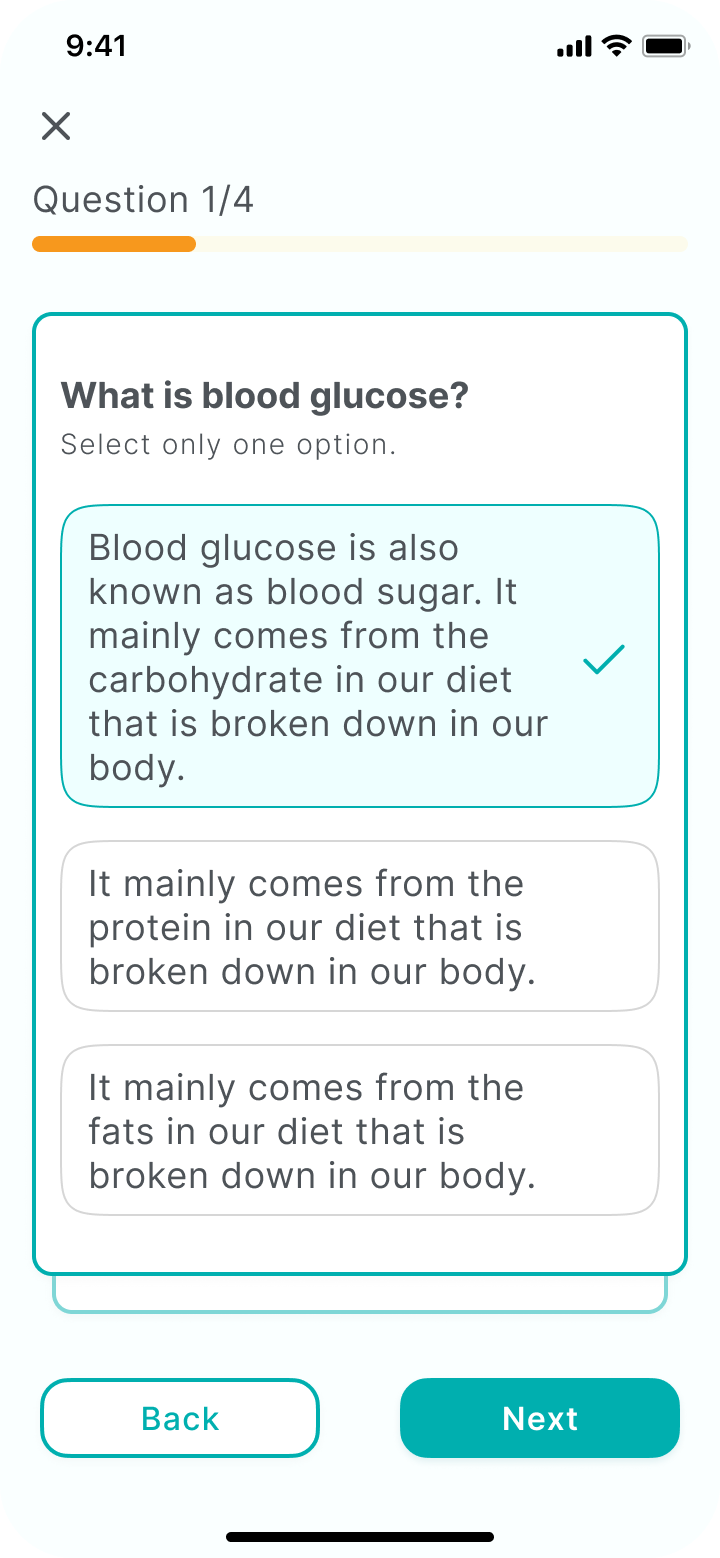 9:41
Question 1/4
What is blood glucose?
Select only one option.
Blood glucose is also
known as blood sugar. It
mainly comes from the
carbohydrate in our diet
that is broken down in our
body.
It mainly comes from the
protein in our diet that is
broken down in our body.
It mainly comes from the
fats in our diet that is
broken down in our body.
Back
Next